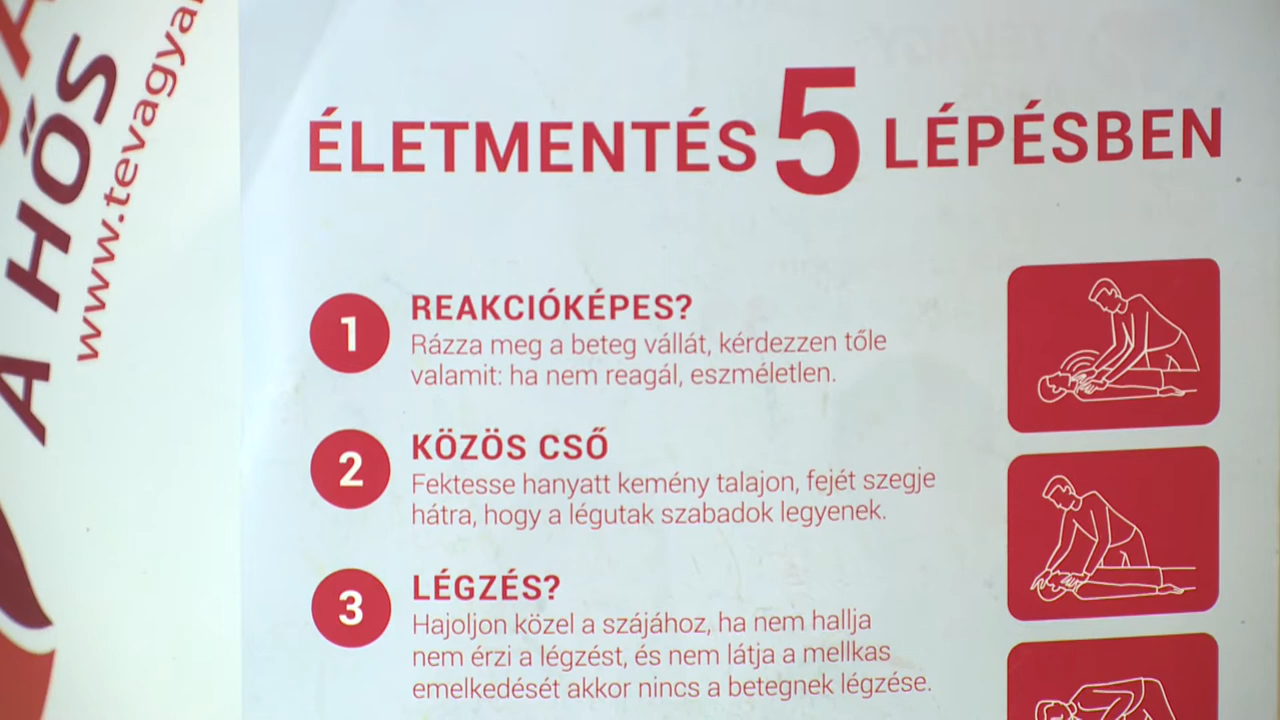 A HŐS
www.tevagya
ÉLETMENTÉS 5 LÉPÉSBEN
1 REAKCIÓKÉPES?
Rázza meg a beteg vállát, kérdezzen tőle
valamit: ha nem reagál, eszméletlen.
2 KÖZÖS CSŐ
Fektesse hanyatt kemény talajon, fejét szegje
hátra, hogy a légutak szabadok legyenek.
3 LÉGZÉS?
Hajoljon közel a szájához, ha nem hallja
nem érzi a légzést, és nem látja a mellkas
emelkedését akkor nincs a betegnek légzése.